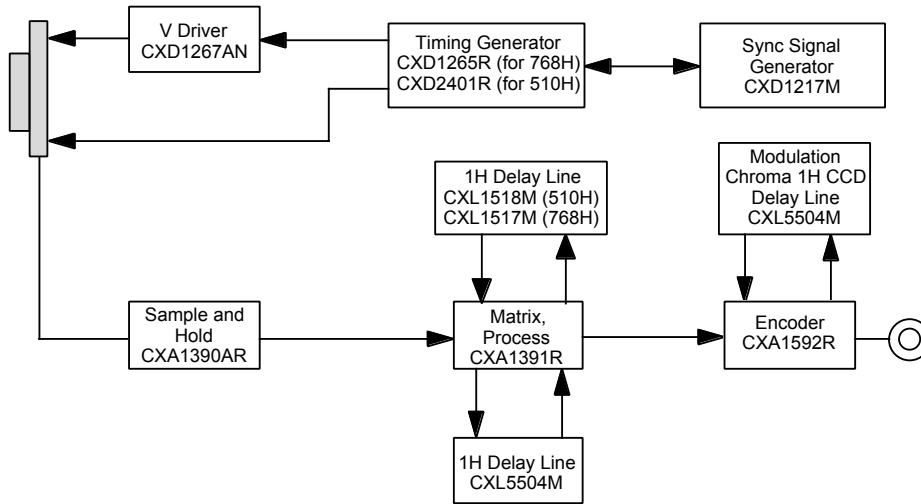 V Driver
CXD1267AN
Timing Generator
CXD1265R (for 768H)
CXD2401R (for 510H)
Sync Signal
Generator
CXD1217M
1H Delay Line
CXL1518M (510H)
CXL1517M (768H)
Modulation
Chroma 1H CCD
Delay Line
CXL5504M
Sample and
Hold
CXA1390AR
Matrix,
Process
CXA1391R
Encoder
CXA1592R
1H Delay Line
CXL5504M